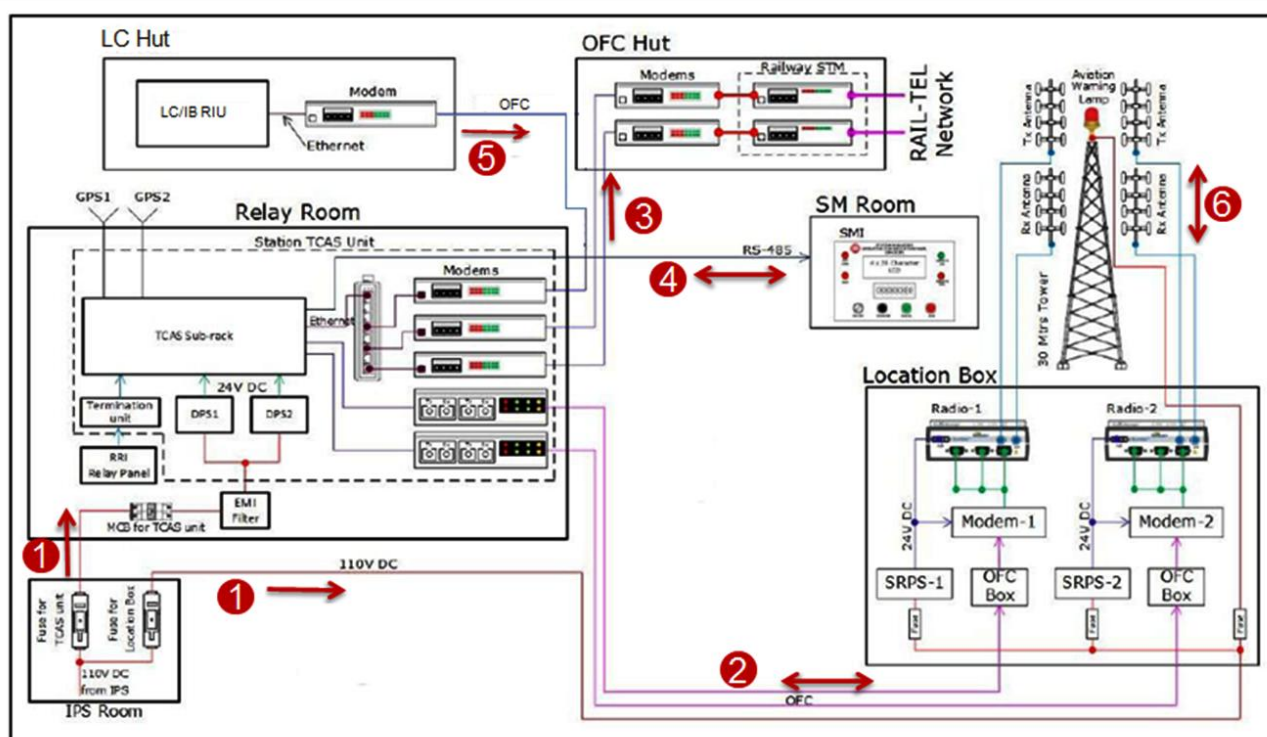 LC Hut
LC/IB RIU
Modem
Ethernet
OFC
5
OFC Hut
Modems
Railway STM
RAIL-TEL
Network
3
GPS1
GPS2
Relay Room
Station TCAS Unit
TCAS Sub-rack
Ethernet
Modems
24V DC
Termination
unit
DPS1
DPS2
RRI
Relay Panel
EMI
Filter
MCB for TCAS unit
1
SM Room
SMI
4 x 20 Character
LCD
RS-485
4
Aviation
Warning
Lamp
Tx Antenna
Tx Antenna
Rx Antenna
Rx Antenna
6
30 Mtrs Tower
Location Box
Radio-1
Radio-2
24V DC
Modem-1
24V DC
Modem-2
SRPS-1
OFC
Box
SRPS-2
OFC
Box
Fuse
Fuse
Fuse
110V DC
1
Fuse for
TCAS unit
Fuse for
Location Box
110V DC
from IPS
IPS Room
2
OFC